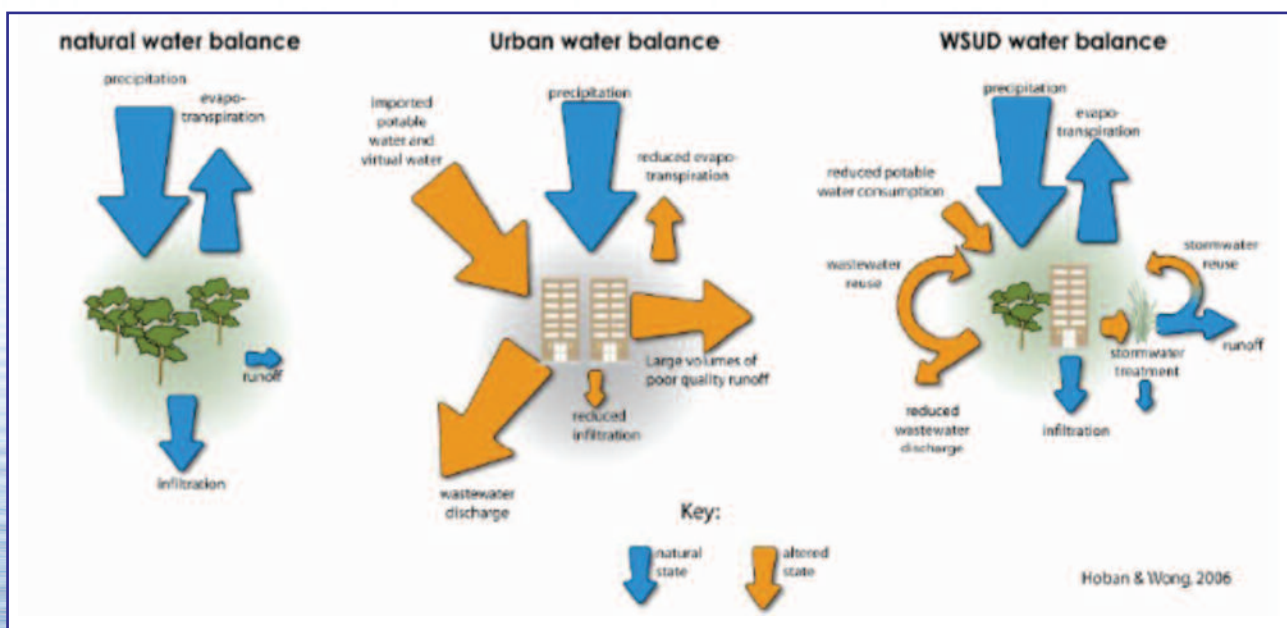 natural water balance
precipitation
evapo-
transpiration
runoff
infiltration
Urban water balance
imported
potable
water and
virtual water
precipitation
reduced evapo-
transpiration
Large volumes of
poor quality runoff
reduced
infiltration
wastewater
discharge
WSUD water balance
precipitation
evapo-
transpiration
reduced potable
water consumption
wastewater
reuse
stormwater
reuse
runoff
stormwater
treatment
infiltration
reduced
wastewater
discharge
Key:
natural
state
altered
state
Hoban & Wong, 2006